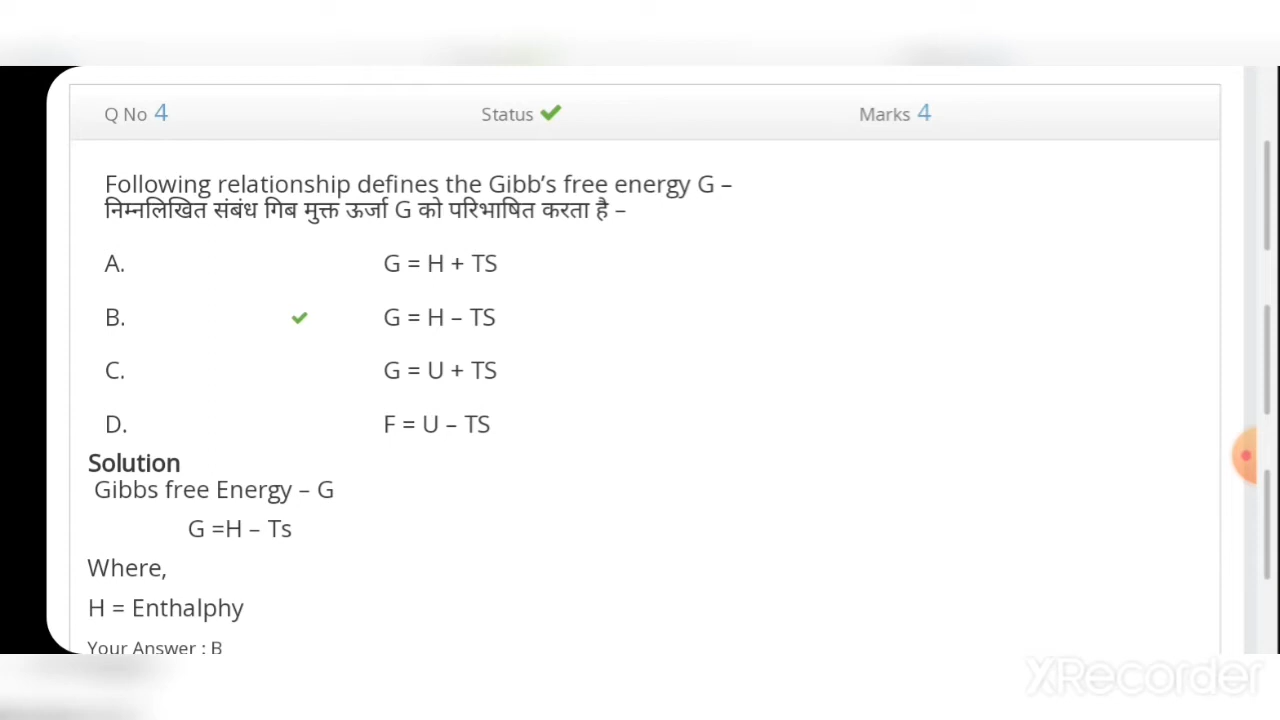 Q No 4 Status Marks 4
Following relationship defines the Gibb’s free energy G –
निम्नलिखित संबंध गिब मुक्त ऊर्जा G को परिभाषित करता है –
A. G = H + TS
B. G = H – TS
C. G = U + TS
D. F = U – TS
Solution
Gibbs free Energy – G
G =H – Ts
Where,
H = Enthalphy
Your Answer : B
XRecorder